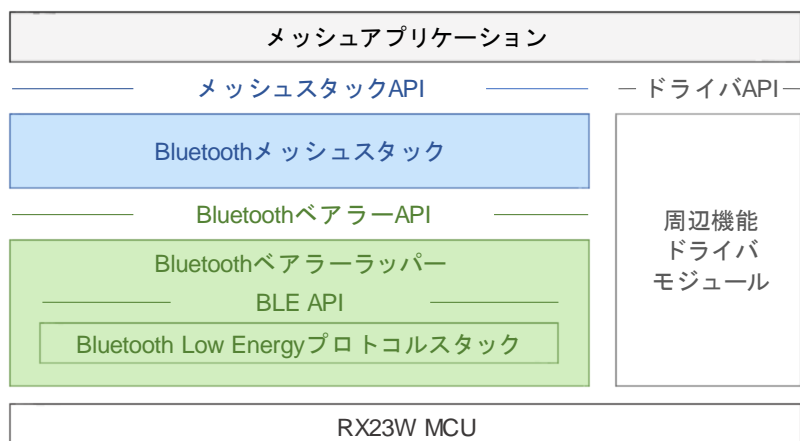 メッシュアプリケーション
メッシュスタックAPI
ドライバAPI
Bluetoothメッシュスタック
BluetoothベアラーAPI
周辺機能
ドライバ
モジュール
Bluetoothベアラーラッパー
BLE API
Bluetooth Low Energyプロトコルスタック
RX23W MCU